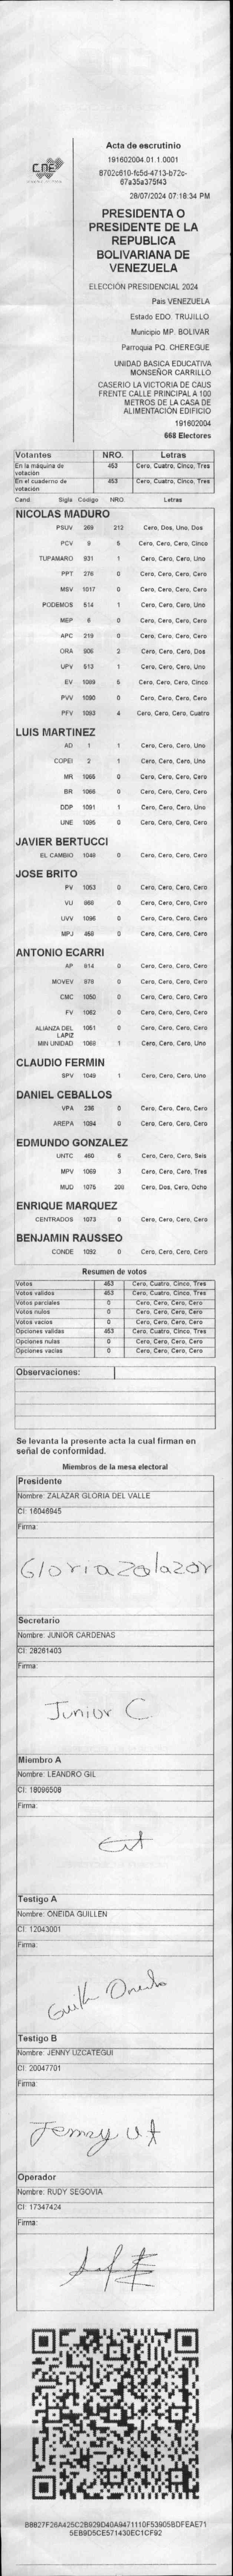 CNE
Acta de escrutinio
191602004.01.1.0001
8702c610-fc5d-4713-b72c-
67a35a375f43
28/07/2024 07:18:34 PM
PRESIDENTA O
PRESIDENTE DE LA
REPUBLICA
BOLIVARIANA DE
VENEZUELA
ELECCIÓN PRESIDENCIAL 2024
Pais VENEZUELA
Estado EDO. TRUJILLO
Municipio MP. BOLIVAR
Parroquia PQ. CHEREGUE
UNIDAD BASICA EDUCATIVA
MONSEÑOR CARRILLO
CASERIO LA VICTORIA DE CAUS
FRENTE CALLE PRINCIPAL A 100
METROS DE LA CASA DE
ALIMENTACIÓN EDIFICIO
191602004
668 Electores
Votantes NRO. Letras
En la máquina de votación 453 Cero, Cuatro, Cinco, Tres
En el cuaderno de votación 453 Cero, Cuatro, Cinco, Tres
Cand. Sigla Codigo NRO. Letras
NICOLAS MADURO
PSUV 269 212 Cero, Dos, Uno, Dos
PCV 9 5 Cero, Cero, Cero, Cinco
TUPAMARO 931 1 Cero, Cero, Cero, Uno
PPT 276 0 Cero, Cero, Cero, Cero
MSV 1017 0 Cero, Cero, Cero, Cero
PODEMOS 514 1 Cero, Cero, Cero, Uno
MEP 6 0 Cero, Cero, Cero, Cero
APC 219 0 Cero, Cero, Cero, Cero
ORA 906 2 Cero, Cero, Cero, Dos
UPV 513 1 Cero, Cero, Cero, Uno
EV 1089 5 Cero, Cero, Cero, Cinco
PVV 1090 0 Cero, Cero, Cero, Cero
PFV 1093 4 Cero, Cero, Cero, Cuatro
LUIS MARTINEZ
AD 1 1 Cero, Cero, Cero, Uno
COPEI 2 1 Cero, Cero, Cero, Uno
MR 1065 0 Cero, Cero, Cero, Cero
BR 1066 0 Cero, Cero, Cero, Cero
DDP 1091 1 Cero, Cero, Cero, Uno
UNE 1095 0 Cero, Cero, Cero, Cero
JAVIER BERTUCCI
EL CAMBIO 1048 0 Cero, Cero, Cero, Cero
JOSE BRITO
PV 1053 0 Cero, Cero, Cero, Cero
VU 868 0 Cero, Cero, Cero, Cero
UVV 1096 0 Cero, Cero, Cero, Cero
MPJ 458 0 Cero, Cero, Cero, Cero
ANTONIO ECARRI
AP 914 0 Cero, Cero, Cero, Cero
MOVEV 978 0 Cero, Cero, Cero, Cero
CMC 1050 0 Cero, Cero, Cero, Cero
FV 1062 0 Cero, Cero, Cero, Cero
ALIANZA DEL LAPIZ 1051 0 Cero, Cero, Cero, Cero
MIN UNIDAD 1068 1 Cero, Cero, Cero, Uno
CLAUDIO FERMIN
SPV 1049 1 Cero, Cero, Cero, Uno
DANIEL CEBALLOS
VPA 236 0 Cero, Cero, Cero, Cero
AREPA 1094 0 Cero, Cero, Cero, Cero
EDMUNDO GONZALEZ
UNTC 460 6 Cero, Cero, Cero, Seis
MPV 1069 3 Cero, Cero, Cero, Tres
MUD 1075 208 Cero, Dos, Cero, Ocho
ENRIQUE MARQUEZ
CENTRADOS 1073 0 Cero, Cero, Cero, Cero
BENJAMIN RAUSSEO
CONDE 1092 0 Cero, Cero, Cero, Cero
Resumen de votos
Votos 453 Cero, Cuatro, Cinco, Tres
Votos validos 453 Cero, Cuatro, Cinco, Tres
Votos parciales 0 Cero, Cero, Cero, Cero
Votos nulos 0 Cero, Cero, Cero, Cero
Votos vacios 0 Cero, Cero, Cero, Cero
Opciones validas 453 Cero, Cuatro, Cinco, Tres
Opciones nulas 0 Cero, Cero, Cero, Cero
Opciones vacias 0 Cero, Cero, Cero, Cero
Observaciones:
Se levanta la presente acta la cual firman en
señal de conformidad.
Miembros de la mesa electoral
Presidente
Nombre: ZALAZAR GLORIA DEL VALLE
CI: 16046945
Firma:
Gloria Zalazar
Secretario
Nombre: JUNIOR CARDENAS
CI: 28261403
Firma:
Junior C.
Miembro A
Nombre: LEANDRO GIL
CI: 18096508
Firma:
Testigo A
Nombre: ONEIDA GUILLEN
CI: 12043001
Firma:
Testigo B
Nombre: JENNY UZCATEGUI
CI: 20047701
Firma:
Operador
Nombre: RUDY SEGOVIA
CI: 17347424
Firma: